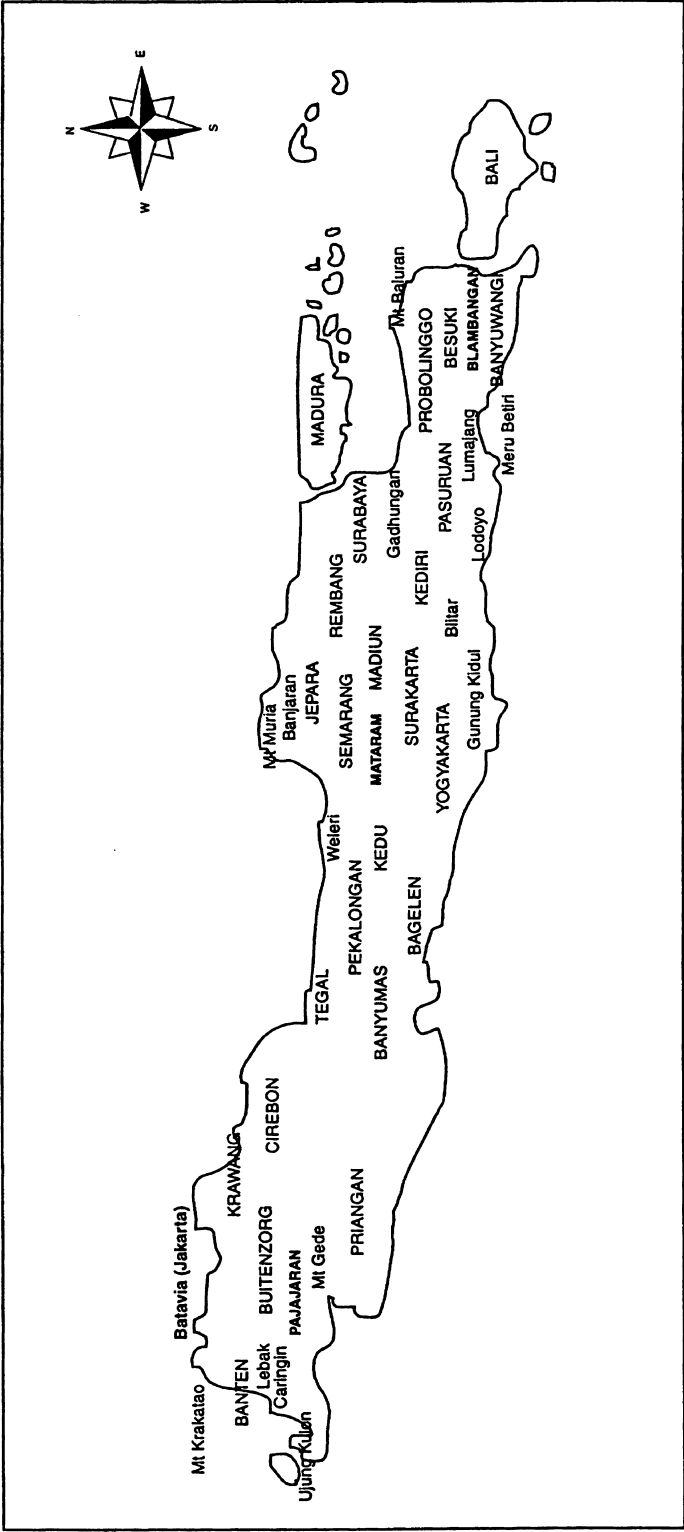 N
E
W
S
Mt Krakatao
Batavia (Jakarta)
BANTEN
KRAWANG
Lebak
BUITENZORG
CIREBON
Caringin
PAJAJARAN
Ujung Kulon
Mt Gede
PRIANGAN
TEGAL
Weleri
PEKALONGAN
BANYUMAS
KEDU
BAGELEN
Mt Muria
Banjaran
JEPARA
REMBANG
SEMARANG
SURABAYA
MATARAM
MADIUN
Gadhungan
SURAKARTA
KEDIRI
YOGYAKARTA
Blitar
PASURUAN
Gunung Kidul
Lodoyo
Lumajang
Meru Betiri
MADURA
Mt Baluran
PROBOLINGGO
BESUKI
BLAMBANGAN
BANYUWANGI
BALI